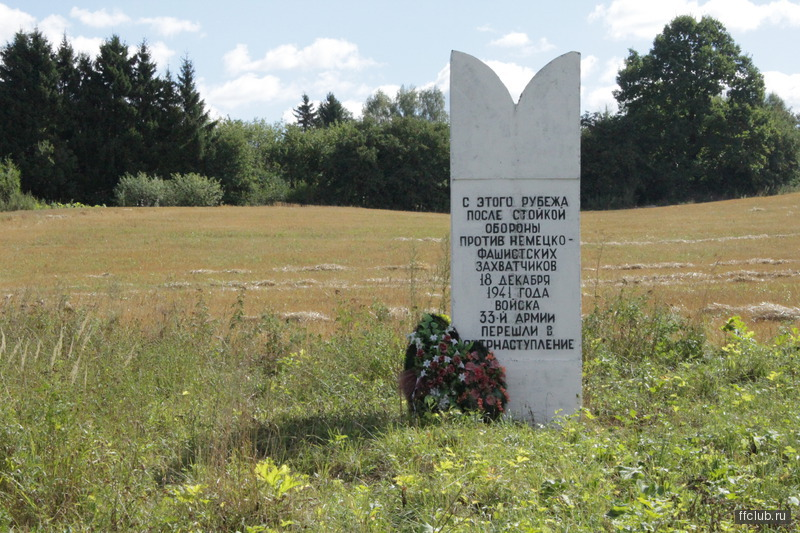 С ЭТОГО РУБЕЖА
ПОСЛЕ СТОЙКОЙ
ОБОРОНЫ
ПРОТИВ НЕМЕЦКО-
ФАШИСТСКИХ
ЗАХВАТЧИКОВ
18 ДЕКАБРЯ
1941 ГОДА
ВОЙСКА
33-Й АРМИИ
ПЕРЕШЛИ В
ffclub.ru